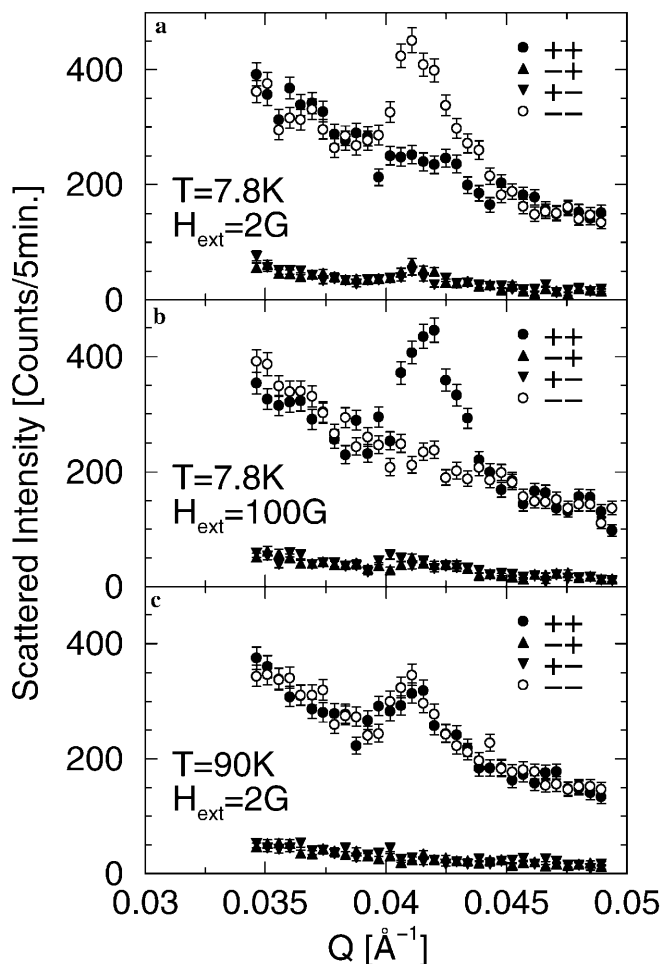 a
400
++
−+
+−
−−
200
T=7.8K
H_ext=2G
0
b
400
++
−+
+−
−−
200
T=7.8K
H_ext=100G
0
c
400
++
−+
+−
−−
200
T=90K
H_ext=2G
0
0.03 0.035 0.04 0.045 0.05
Q [Å⁻¹]
Scattered Intensity [Counts/5min.]